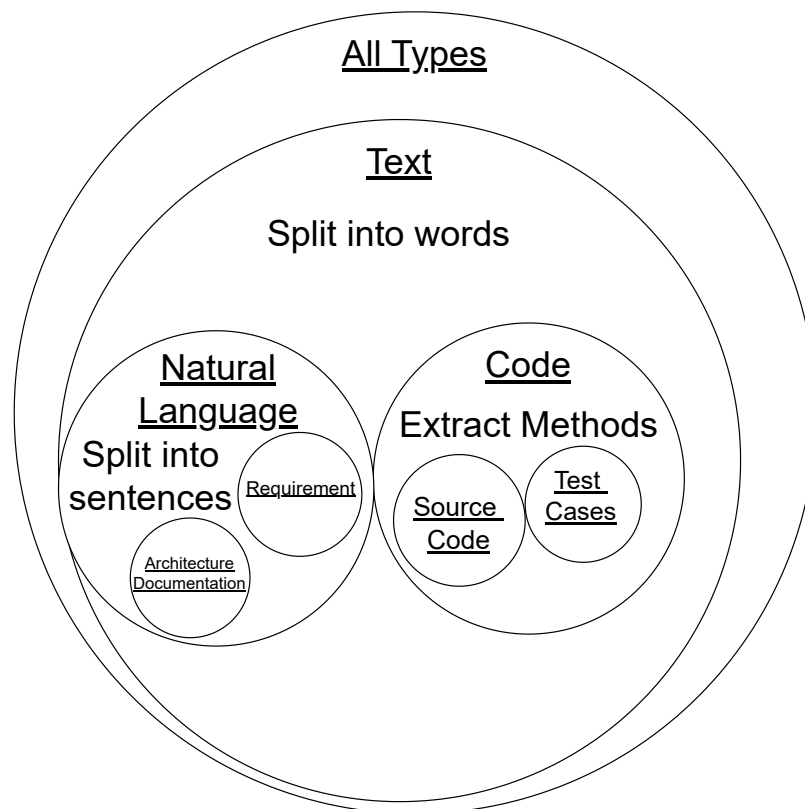 All Types
Text
Split into words
Natural
Language
Split into
sentences
Requirement
Architecture
Documentation
Code
Extract Methods
Source
Code
Test
Cases